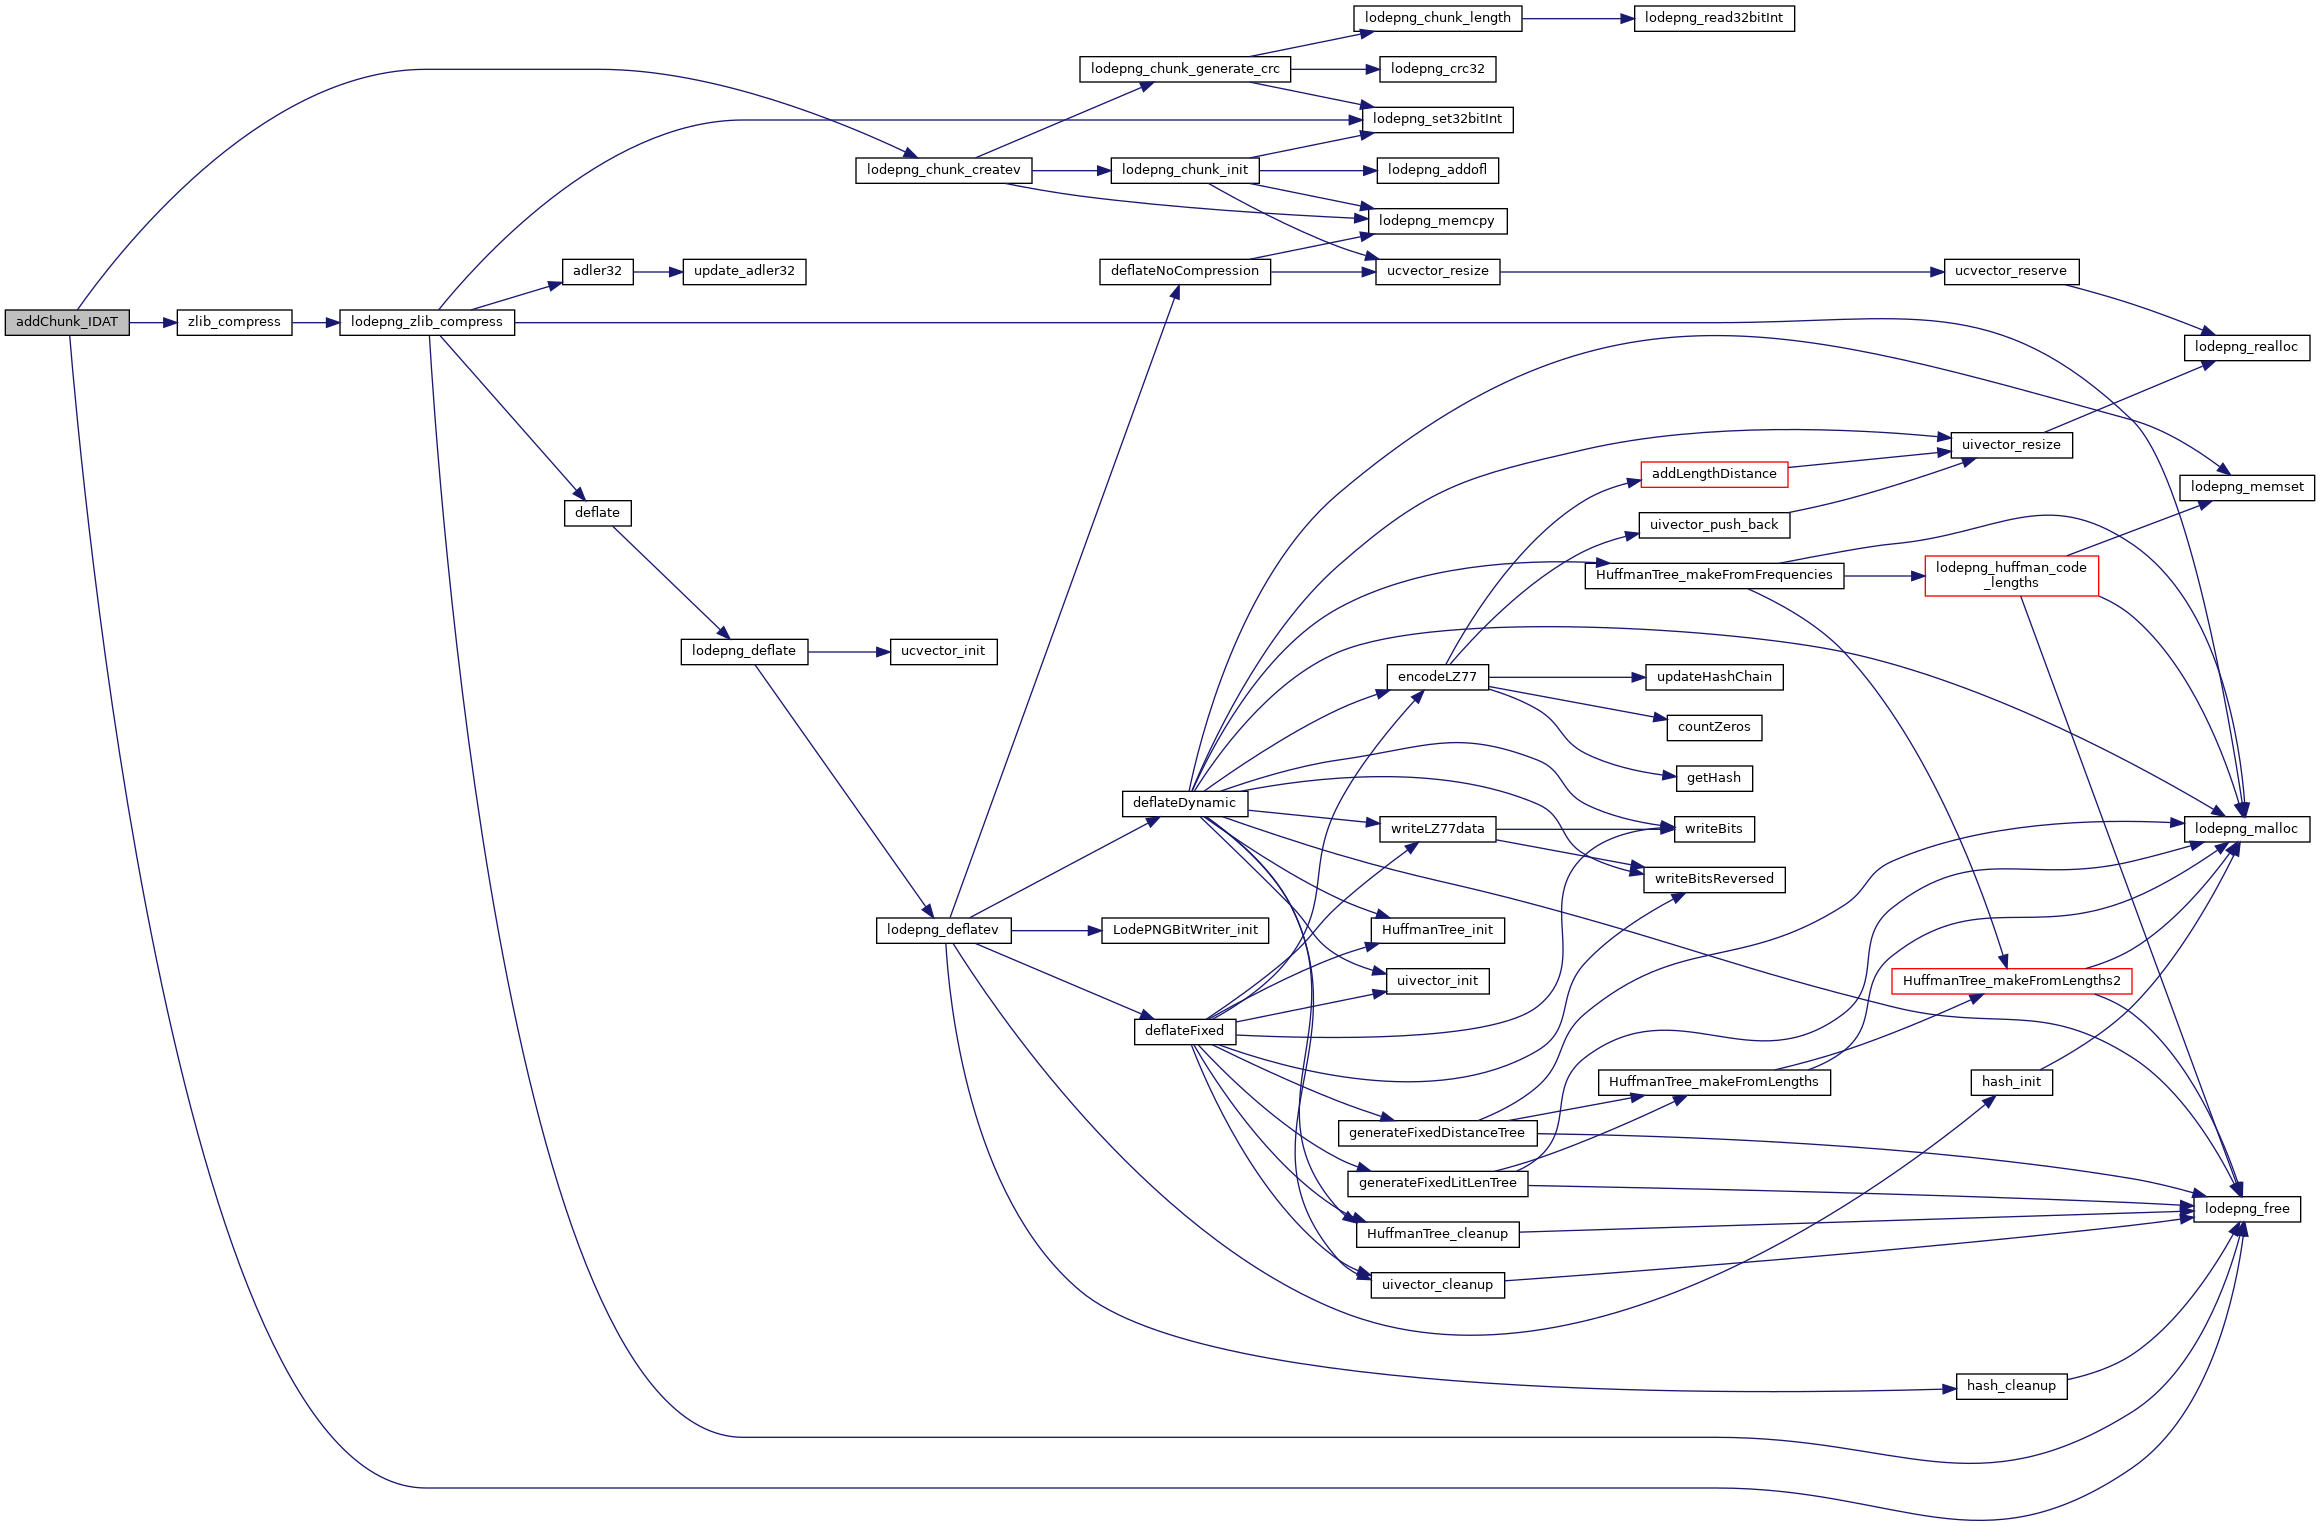 lodepng_chunk_length
lodepng_read32bitInt
lodepng_chunk_generate_crc
lodepng_crc32
lodepng_set32bitInt
lodepng_chunk_createv
lodepng_chunk_init
lodepng_addofl
lodepng_memcpy
adler32
update_adler32
deflateNoCompression
ucvector_resize
ucvector_reserve
addChunk_IDAT
zlib_compress
lodepng_zlib_compress
lodepng_realloc
uivector_resize
addLengthDistance
lodepng_memset
deflate
uivector_push_back
HuffmanTree_makeFromFrequencies
lodepng_huffman_code
_lengths
lodepng_deflate
ucvector_init
encodeLZ77
updateHashChain
countZeros
getHash
deflateDynamic
writeLZ77data
writeBits
lodepng_malloc
writeBitsReversed
lodepng_deflatev
LodePNGBitWriter_init
HuffmanTree_init
uivector_init
HuffmanTree_makeFromLengths2
deflateFixed
HuffmanTree_makeFromLengths
hash_init
generateFixedDistanceTree
generateFixedLitLenTree
lodepng_free
HuffmanTree_cleanup
uivector_cleanup
hash_cleanup